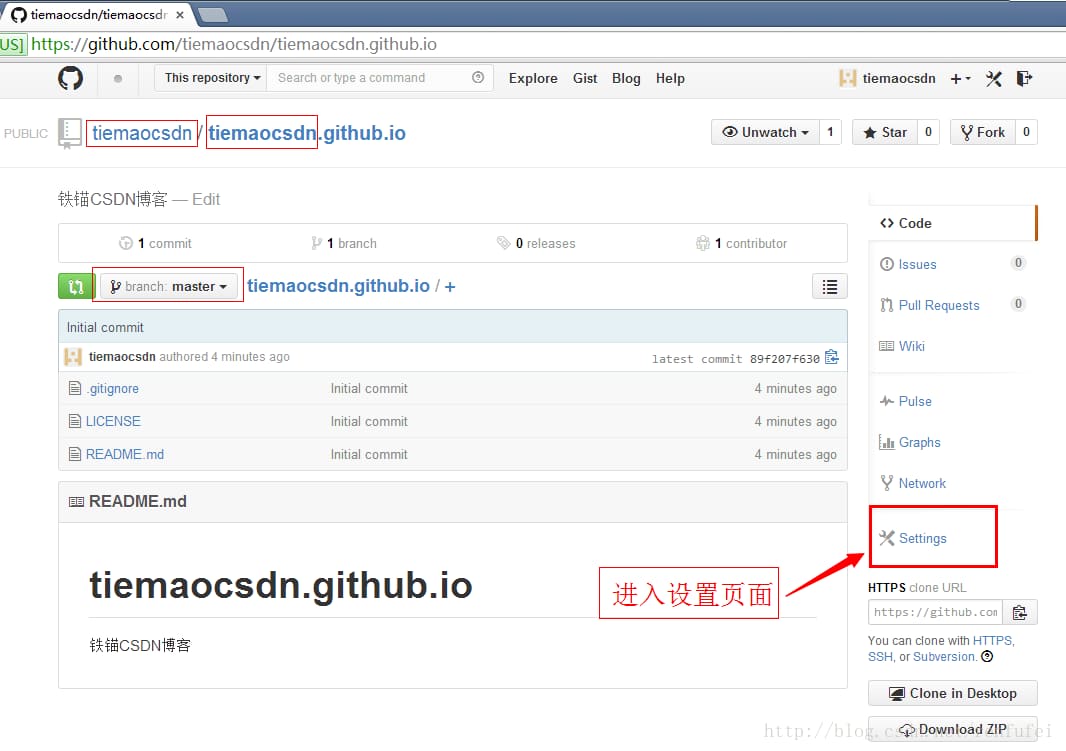 tiemaocsdn/tiemaocsdn
US] https://github.com/tiemaocsdn/tiemaocsdn.github.io
This repository Search or type a command Explore Gist Blog Help tiemaocsdn +
PUBLIC tiemaocsdn / tiemaocsdn.github.io Unwatch 1 Star 0 Fork 0
铁锚CSDN博客 — Edit
1 commit 1 branch 0 releases 1 contributor
branch: master tiemaocsdn.github.io / +
Initial commit
tiemaocsdn authored 4 minutes ago latest commit 89f207f630
.gitignore Initial commit 4 minutes ago
LICENSE Initial commit 4 minutes ago
README.md Initial commit 4 minutes ago
README.md
tiemaocsdn.github.io
铁锚CSDN博客
Code
Issues 0
Pull Requests 0
Wiki
Pulse
Graphs
Network
Settings
进入设置页面
HTTPS clone URL
https://github.com
You can clone with HTTPS,
SSH, or Subversion.
Clone in Desktop
Download ZIP